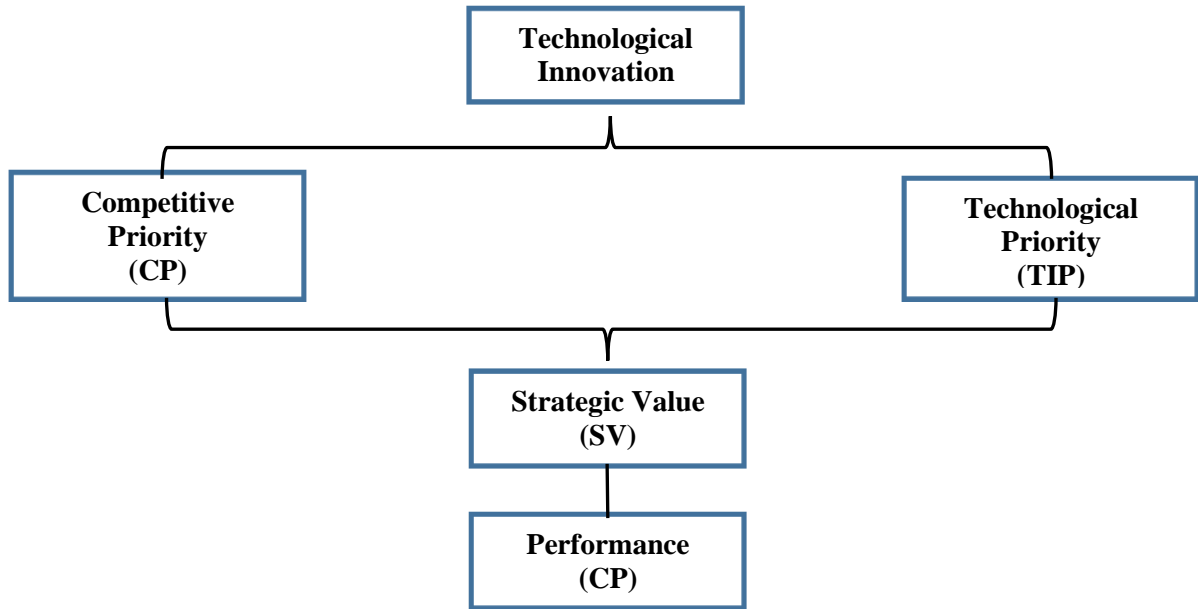 Technological
Innovation
Competitive
Priority
(CP)
Technological
Priority
(TIP)
Strategic Value
(SV)
Performance
(CP)